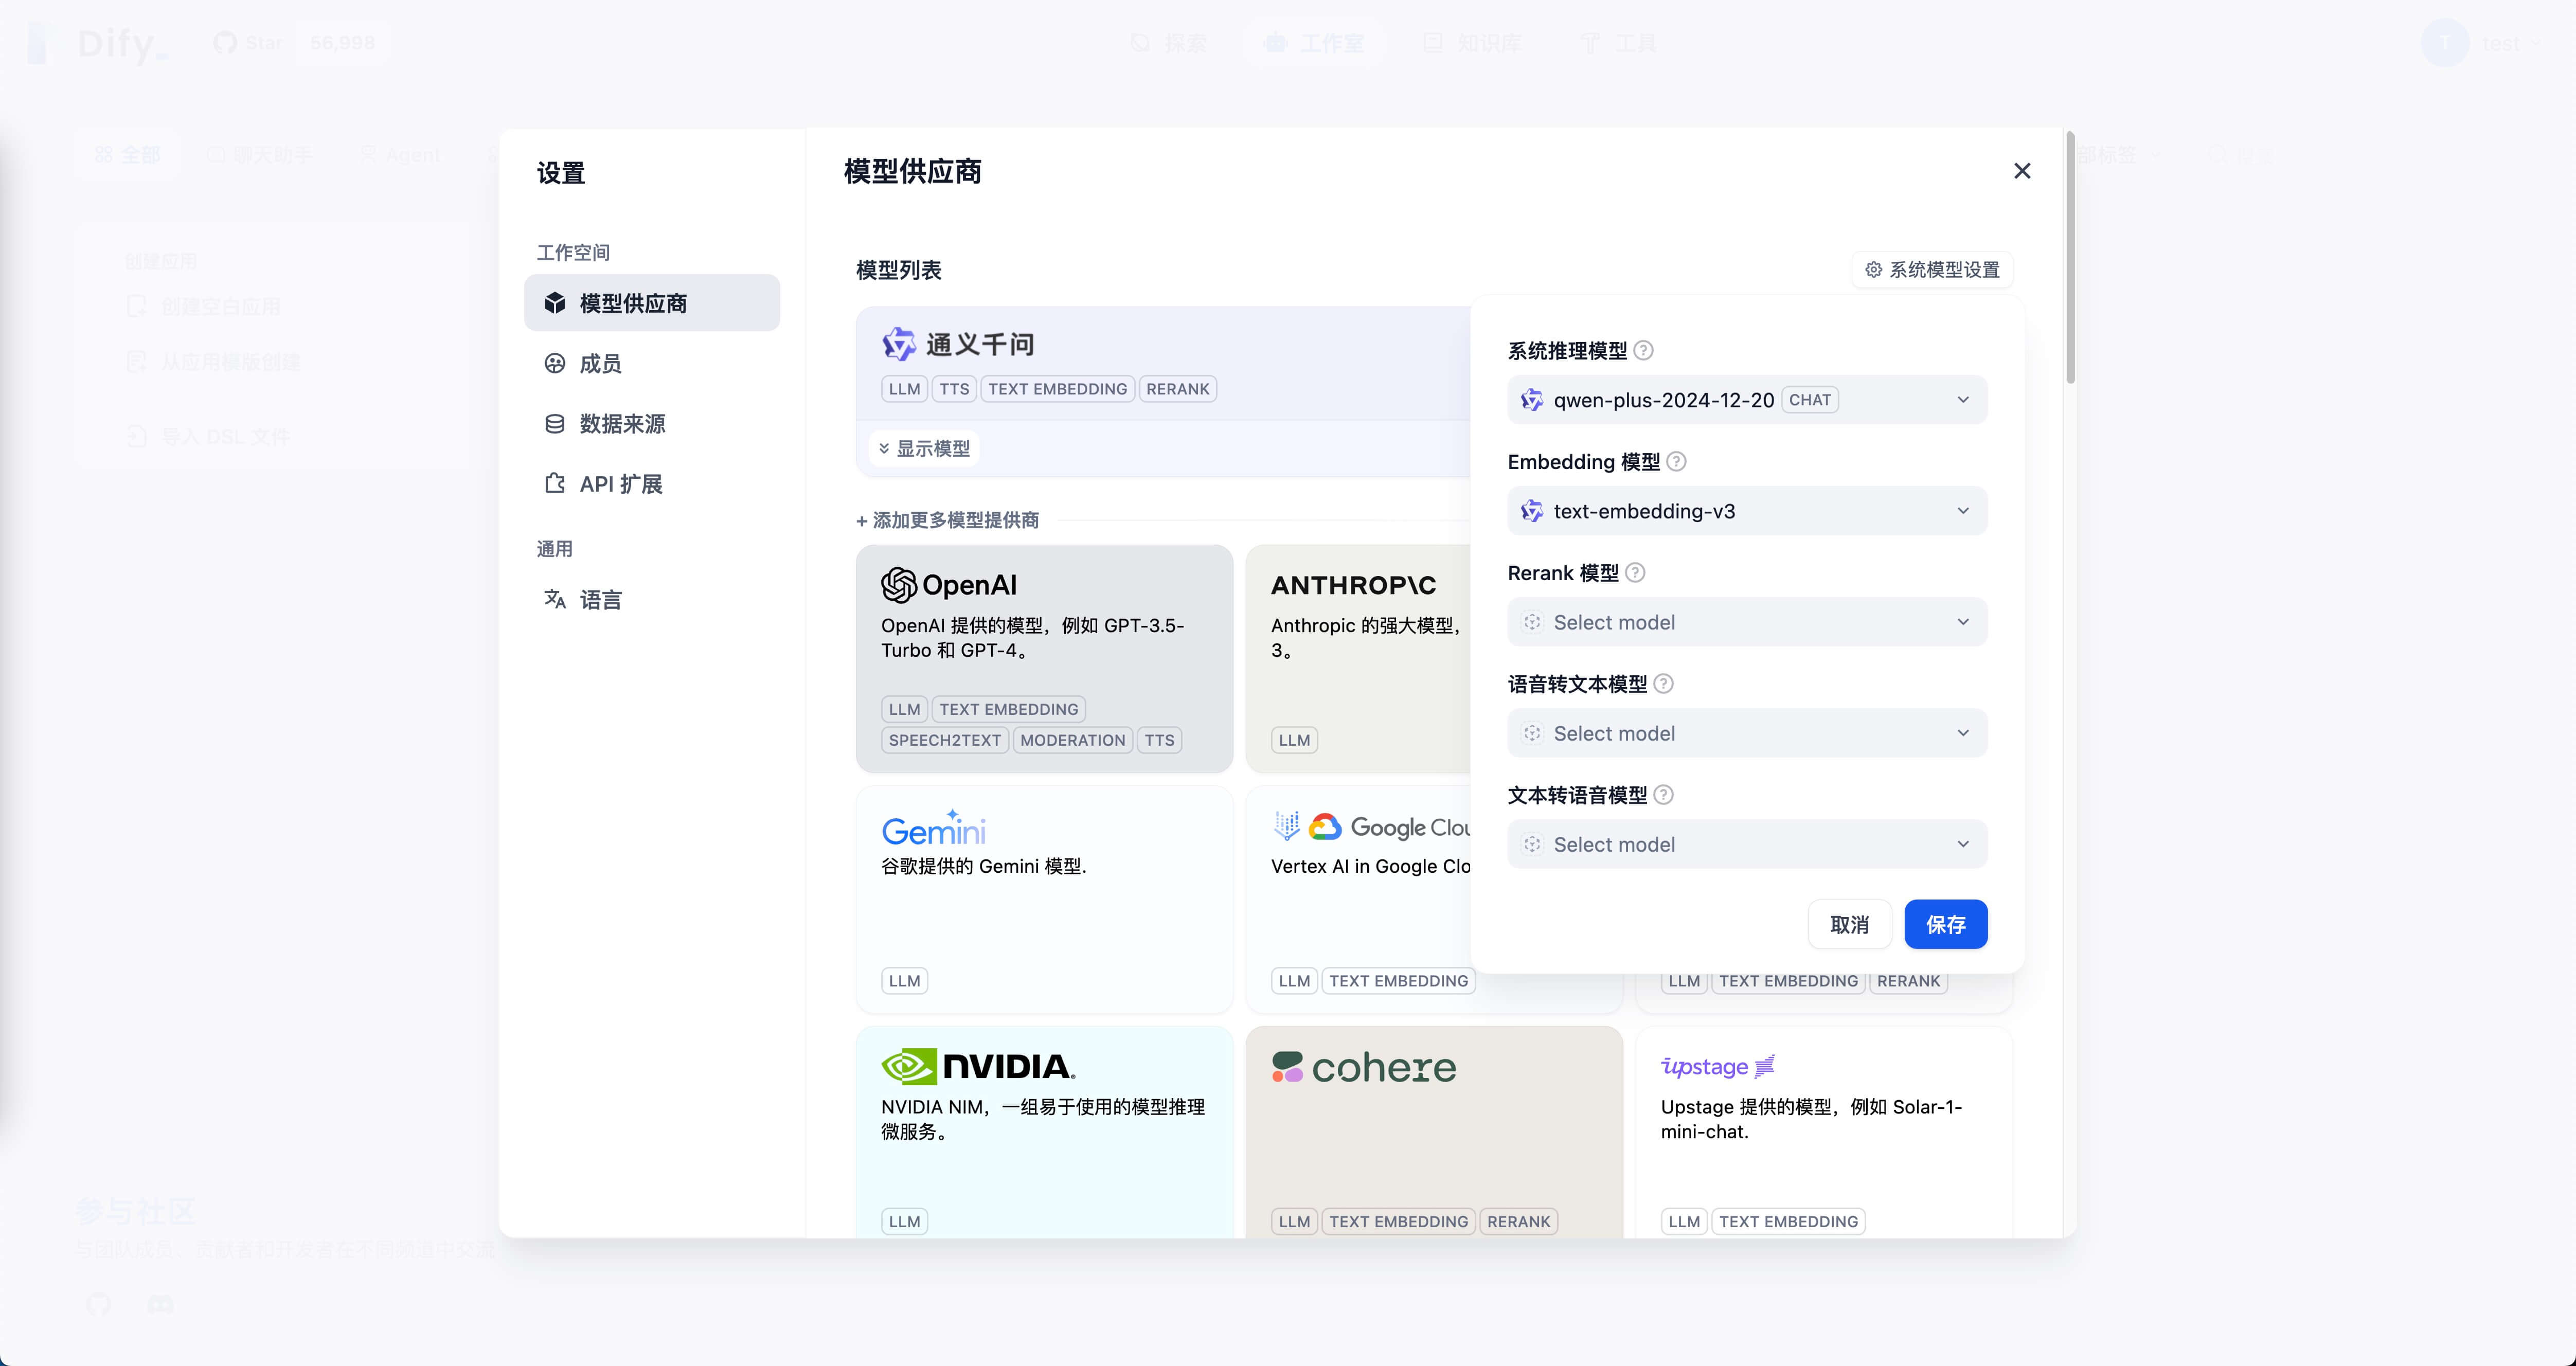 Dify_
Star 56,998
探索
工作室
知识库
工具
T test
全部
聊天助手
Agent
部标签
创建应用
创建空白应用
从应用模版创建
导入 DSL 文件
参与社区
与团队成员、贡献者和开发者在不同频道中交流
设置
工作空间
模型供应商
成员
数据来源
API 扩展
通用
语言
模型供应商
模型列表
系统模型设置
通义千问
LLM TTS TEXT EMBEDDING RERANK
显示模型
+ 添加更多模型提供商
OpenAI
OpenAI 提供的模型，例如 GPT-3.5-
Turbo 和 GPT-4。
LLM TEXT EMBEDDING
SPEECH2TEXT MODERATION TTS
ANTHROP\C
Anthropic 的强大模型，
3。
LLM
Gemini
谷歌提供的 Gemini 模型.
LLM
Google Clou
Vertex AI in Google Clo
LLM TEXT EMBEDDING
LLM TEXT EMBEDDING RERANK
NVIDIA.
NVIDIA NIM，一组易于使用的模型推理
微服务。
LLM
cohere
LLM TEXT EMBEDDING RERANK
upstage
Upstage 提供的模型，例如 Solar-1-
mini-chat.
LLM TEXT EMBEDDING
系统推理模型
qwen-plus-2024-12-20 CHAT
Embedding 模型
text-embedding-v3
Rerank 模型
Select model
语音转文本模型
Select model
文本转语音模型
Select model
取消 保存